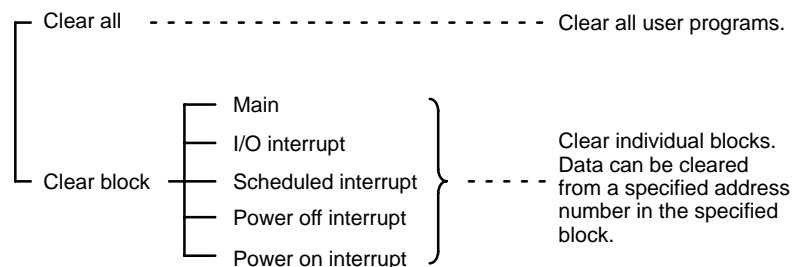 Clear all
Clear all user programs.
Main
I/O interrupt
Clear block
Scheduled interrupt
Power off interrupt
Power on interrupt
Clear individual blocks.
Data can be cleared
from a specified address
number in the specified
block.